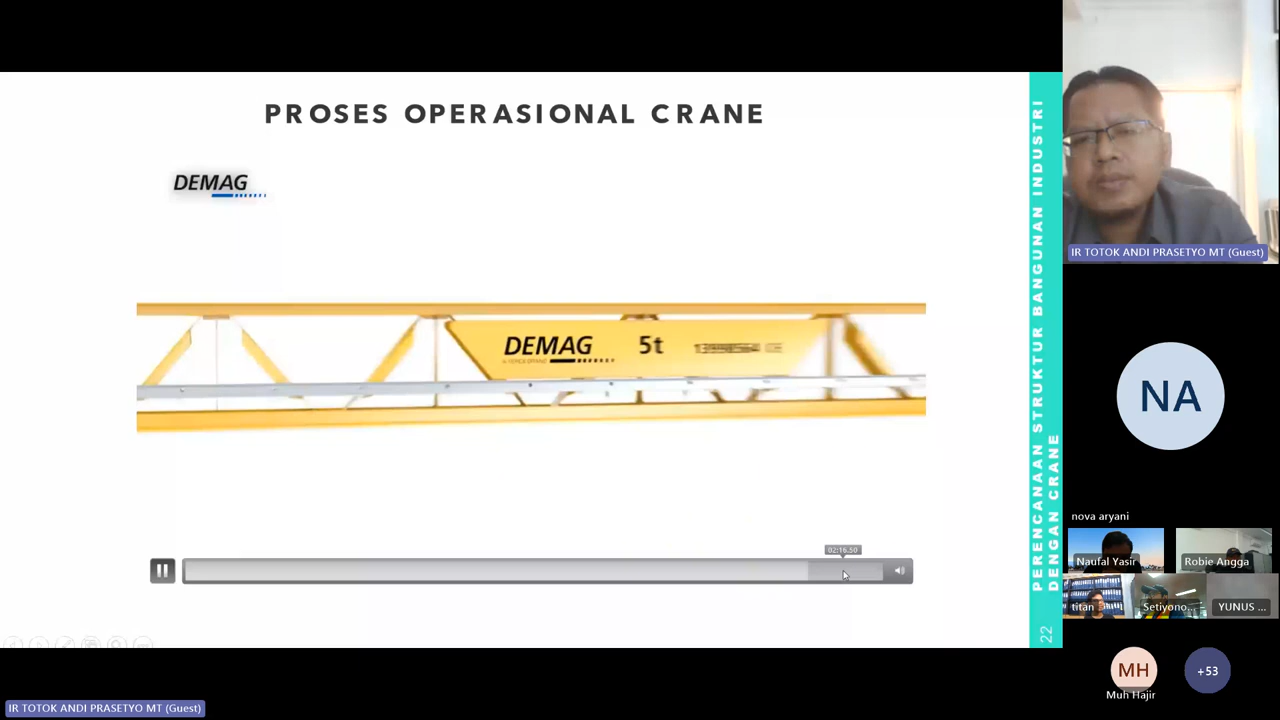 PROSES OPERASIONAL CRANE
DEMAG
DEMAG
5t
02:16.50
PERENCANAAN STRUKTUR BANGUNAN INDUSTRI
DENGAN CRANE
22
IR TOTOK ANDI PRASETYO MT (Guest)
NA
nova aryani
Naufal Yasir
Robie Angga
titan
Setiyono...
YUNUS ...
MH
+53
Muh Hajir
IR TOTOK ANDI PRASETYO MT (Guest)